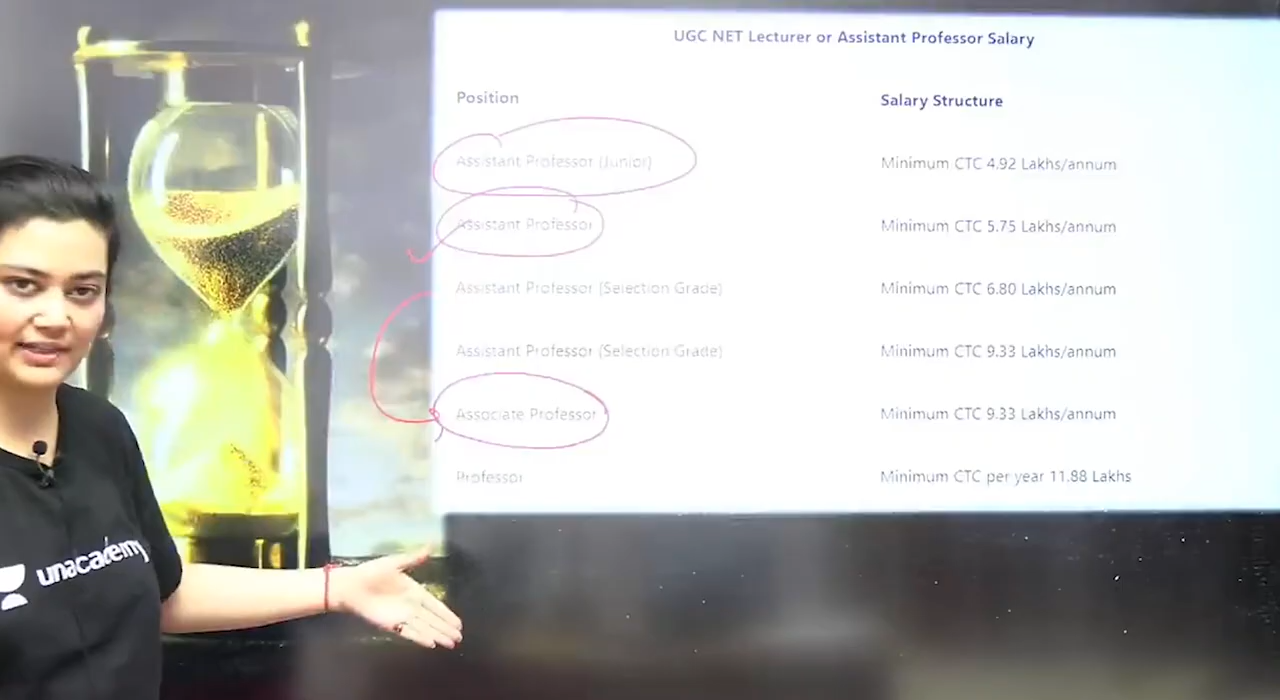 UGC NET Lecturer or Assistant Professor Salary
Position Salary Structure
Assistant Professor (Junior) Minimum CTC 4.92 Lakhs/annum
Assistant Professor Minimum CTC 5.75 Lakhs/annum
Assistant Professor (Selection Grade) Minimum CTC 6.80 Lakhs/annum
Assistant Professor (Selection Grade) Minimum CTC 9.33 Lakhs/annum
Associate Professor Minimum CTC 9.33 Lakhs/annum
Professor Minimum CTC per year 11.88 Lakhs
unacademy